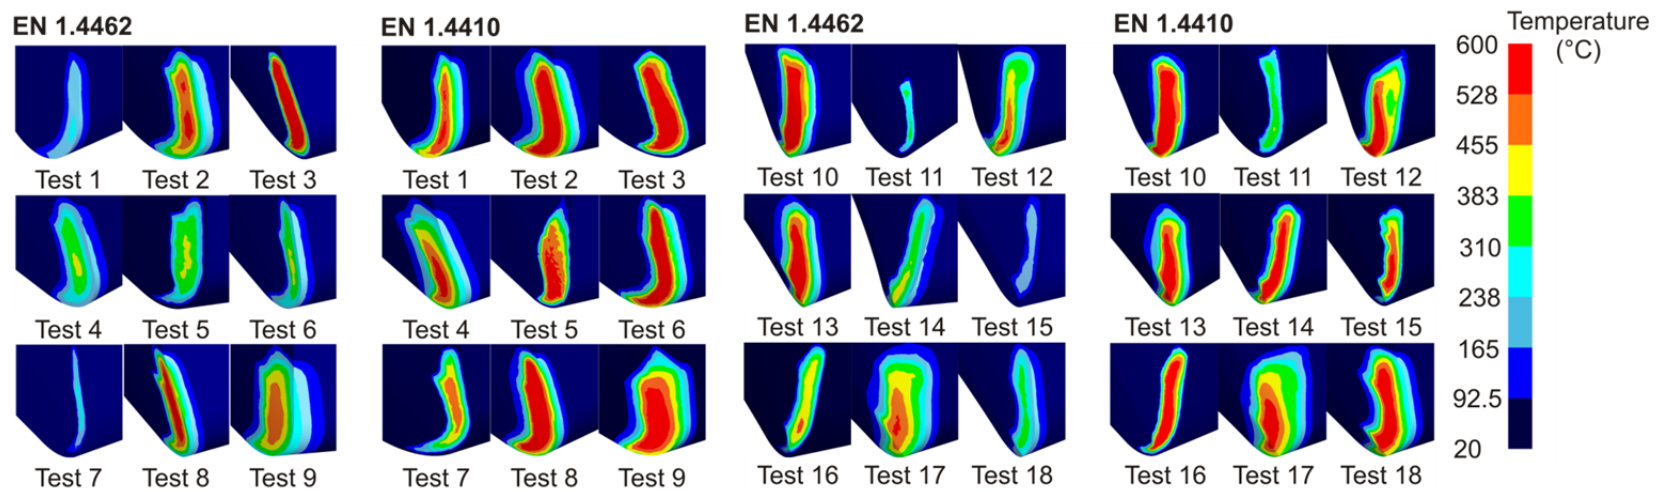 EN 1.4462
EN 1.4410
EN 1.4462
EN 1.4410
Temperature
(°C)
Test 1 Test 2 Test 3
Test 1 Test 2 Test 3
Test 10 Test 11 Test 12
Test 10 Test 11 Test 12
Test 4 Test 5 Test 6
Test 4 Test 5 Test 6
Test 13 Test 14 Test 15
Test 13 Test 14 Test 15
Test 7 Test 8 Test 9
Test 7 Test 8 Test 9
Test 16 Test 17 Test 18
Test 16 Test 17 Test 18
600
528
455
383
310
238
165
92.5
20